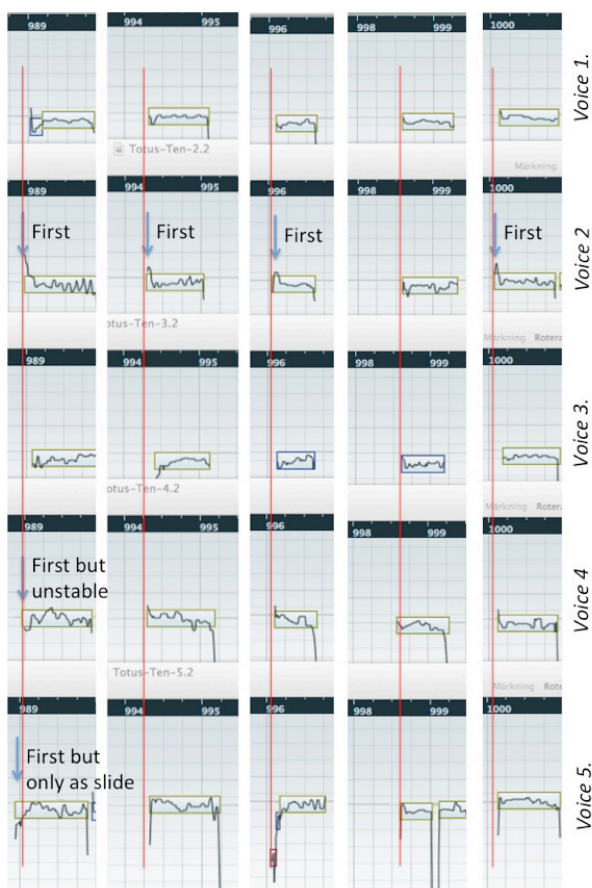 989 994 995 996 998 999 1000
Voice 1.
Totus-Ten-2.2
Märkning
989 994 995 996 998 999 1000
First First First First
Voice 2
otus-Ten-3.2
Märkning Rotera
989 994 995 996 998 999 1000
Voice 3.
otus-Ten-4.2
Märkning Rotera
989 994 995 996 998 999 1000
First but
unstable
Voice 4
Totus-Ten-5.2
Märkning Rote
989 994 995 996 998 999 1000
First but
only as slide
Voice 5.